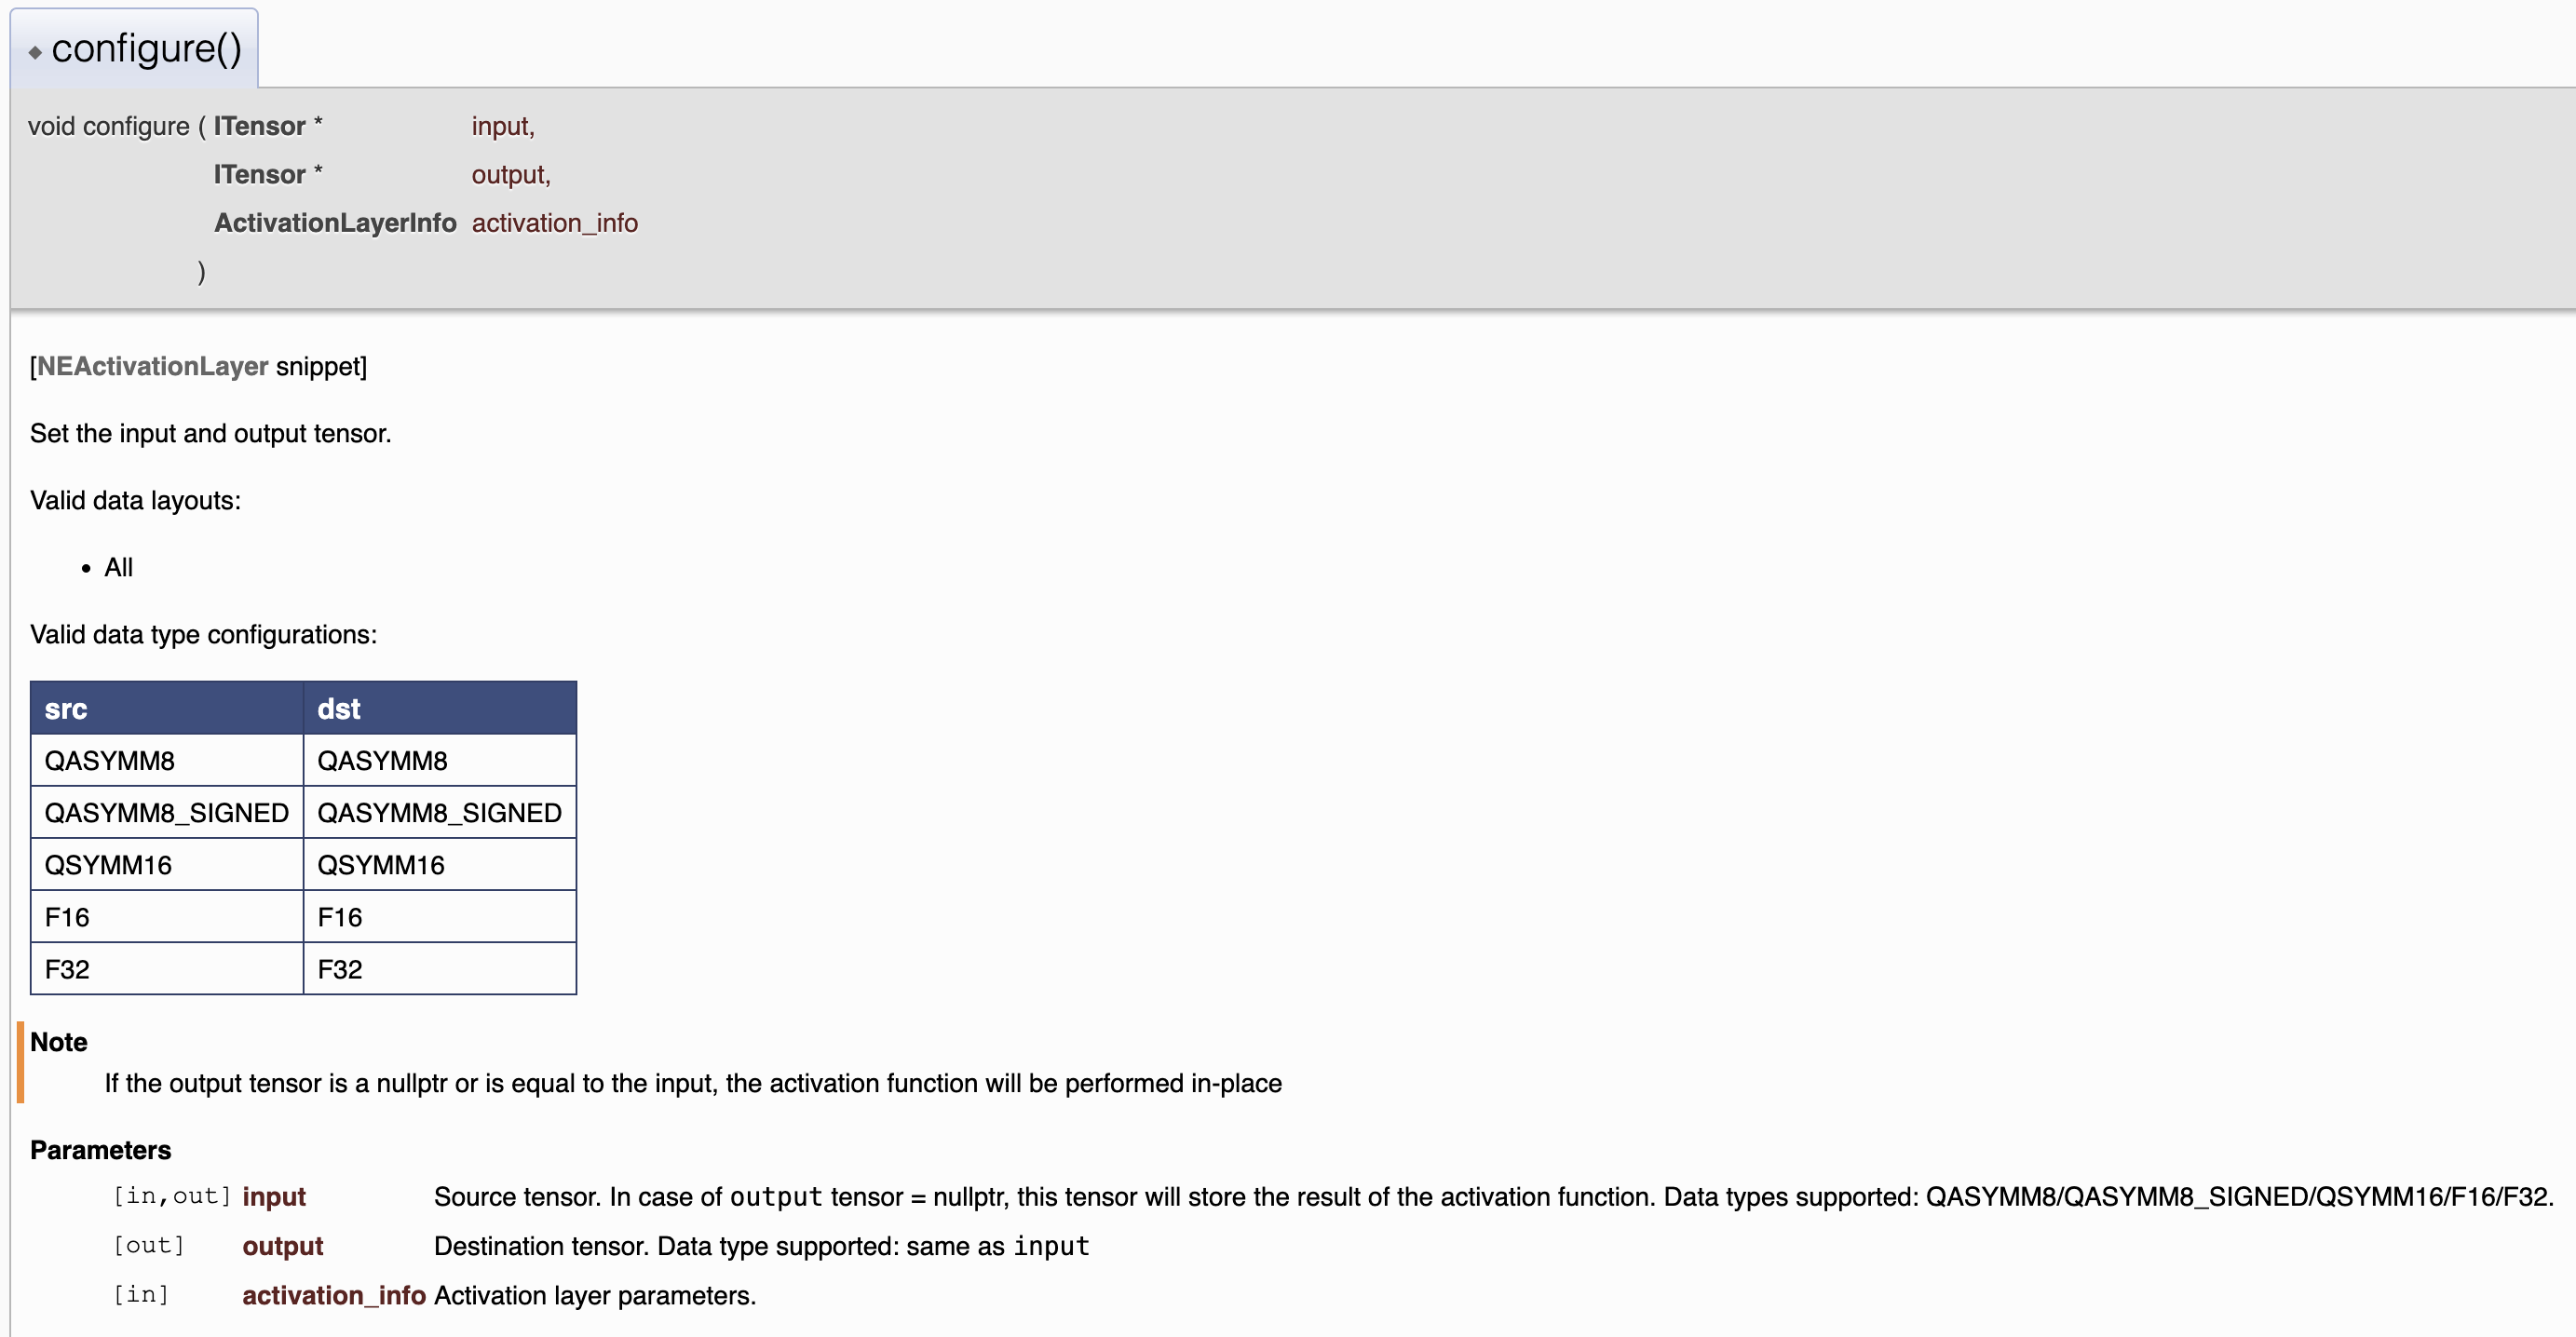 ◆ configure()
void configure ( ITensor * input,
ITensor * output,
ActivationLayerInfo activation_info
)
[NEActivationLayer snippet]
Set the input and output tensor.
Valid data layouts:
• All
Valid data type configurations:
src dst
QASYMM8 QASYMM8
QASYMM8_SIGNED QASYMM8_SIGNED
QSYMM16 QSYMM16
F16 F16
F32 F32
Note
If the output tensor is a nullptr or is equal to the input, the activation function will be performed in-place
Parameters
[in,out] input Source tensor. In case of output tensor = nullptr, this tensor will store the result of the activation function. Data types supported: QASYMM8/QASYMM8_SIGNED/QSYMM16/F16/F32.
[out] output Destination tensor. Data type supported: same as input
[in] activation_info Activation layer parameters.